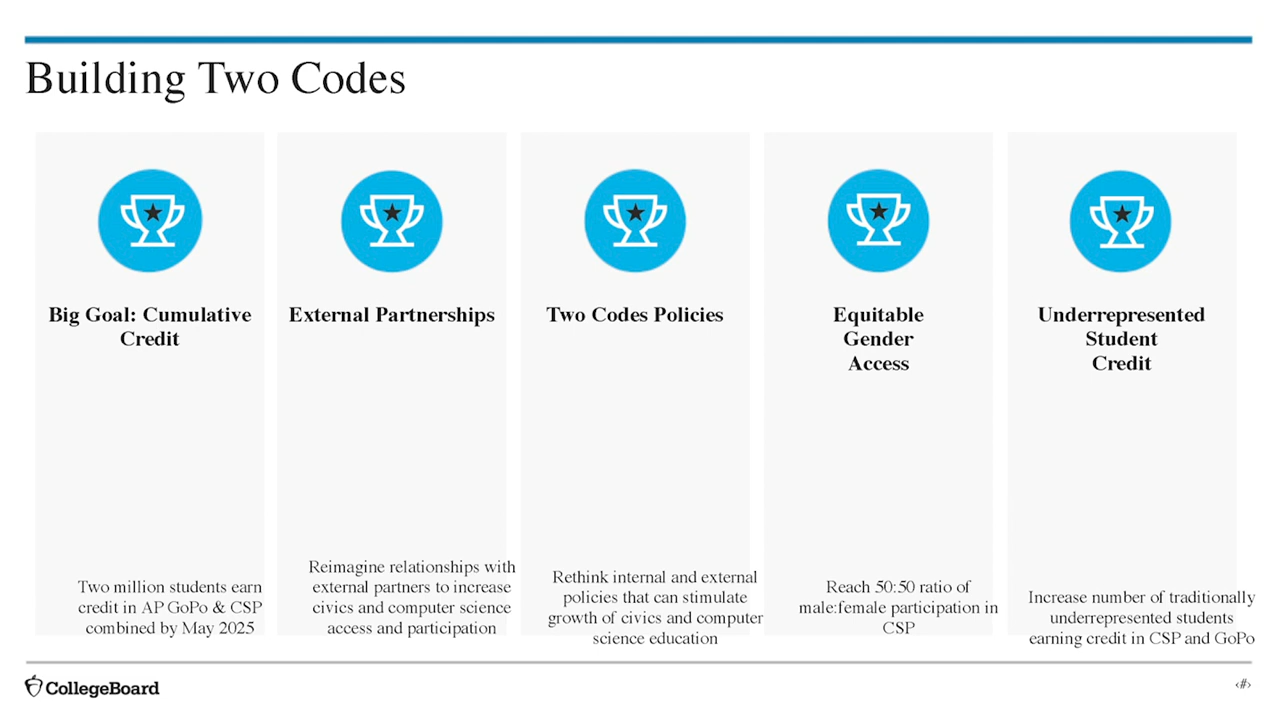 Building Two Codes
Big Goal: Cumulative
Credit
External Partnerships
Two Codes Policies
Equitable
Gender
Access
Underrepresented
Student
Credit
Two million students earn
credit in AP GoPo & CSP
combined by May 2025
Reimagine relationships with
external partners to increase
civics and computer science
access and participation
Rethink internal and external
policies that can stimulate
growth of civics and computer
science education
Reach 50:50 ratio of
male:female participation in
CSP
Increase number of traditionally
underrepresented students
earning credit in CSP and GoPo
CollegeBoard
‹#›